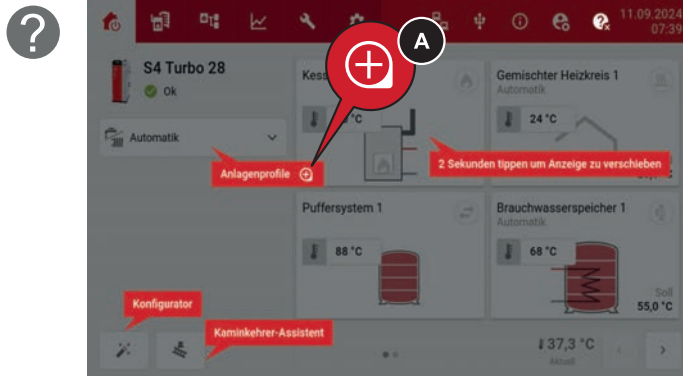 ?
11.09.2024
07:39
A
S4 Turbo 28
Ok
Automatik
Kess
°C
Gemischter Heizkreis 1
Automatik
24 °C
Anlagenprofile
2 Sekunden tippen um Anzeige zu verschieben
°C
Puffersystem 1
88 °C
Brauchwasserspeicher 1
Automatik
68 °C
Soll
55,0 °C
Konfigurator
Kaminkehrer-Assistent
37,3 °C
Aktuell